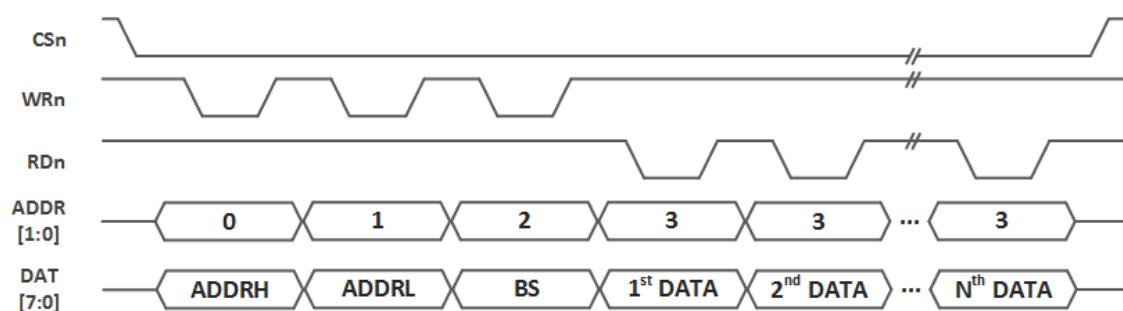 CSn
WRn
RDn
ADDR
[1:0]
0 1 2 3 3 ... 3
DAT
[7:0]
ADDRH ADDRL BS 1st DATA 2nd DATA ... Nth DATA